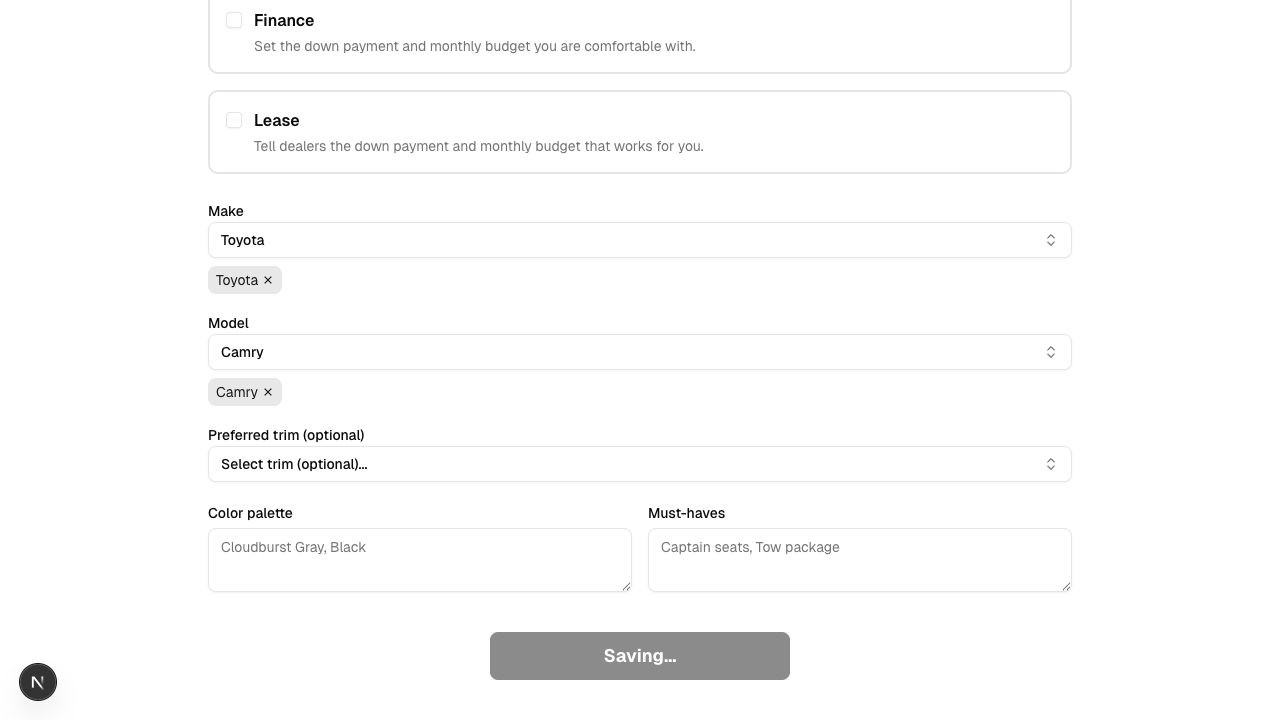 Finance
Set the down payment and monthly budget you are comfortable with.
Lease
Tell dealers the down payment and monthly budget that works for you.
Make
Toyota
Toyota ×
Model
Camry
Camry ×
Preferred trim (optional)
Select trim (optional)...
Color palette
Must-haves
Cloudburst Gray, Black
Captain seats, Tow package
Saving...
N